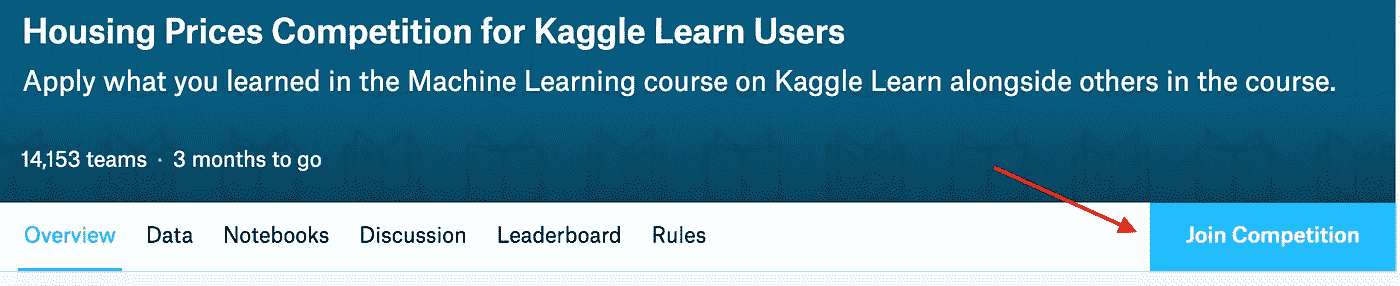 Housing Prices Competition for Kaggle Learn Users
Apply what you learned in the Machine Learning course on Kaggle Learn alongside others in the course.
14,153 teams · 3 months to go
Overview Data Notebooks Discussion Leaderboard Rules Join Competition